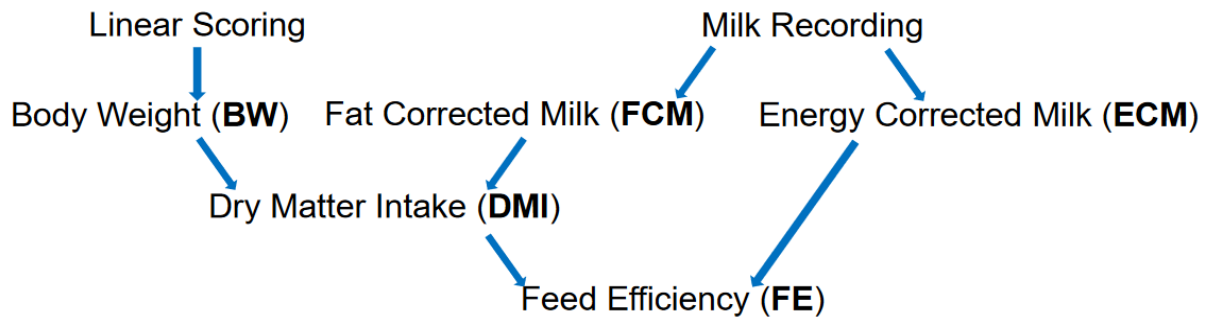 Linear Scoring
Milk Recording
Body Weight (BW)
Fat Corrected Milk (FCM)
Energy Corrected Milk (ECM)
Dry Matter Intake (DMI)
Feed Efficiency (FE)